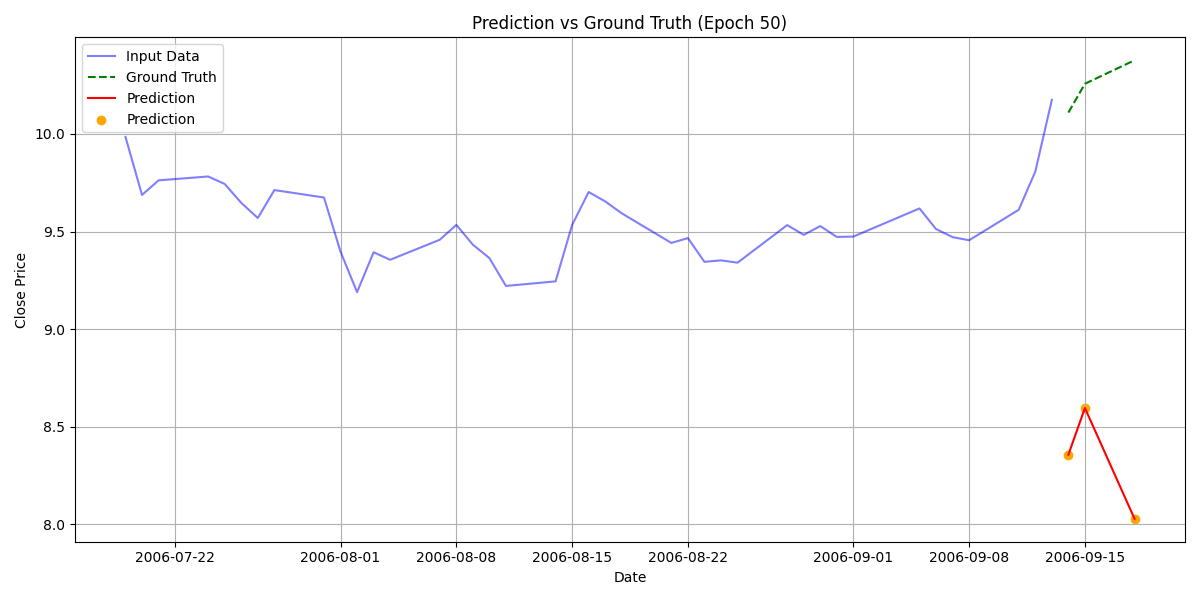 Prediction vs Ground Truth (Epoch 50)
Input Data
Ground Truth
Prediction
Prediction
Close Price
10.0
9.5
9.0
8.5
8.0
2006-07-22
2006-08-01
2006-08-08
2006-08-15
2006-08-22
2006-09-01
2006-09-08
2006-09-15
Date